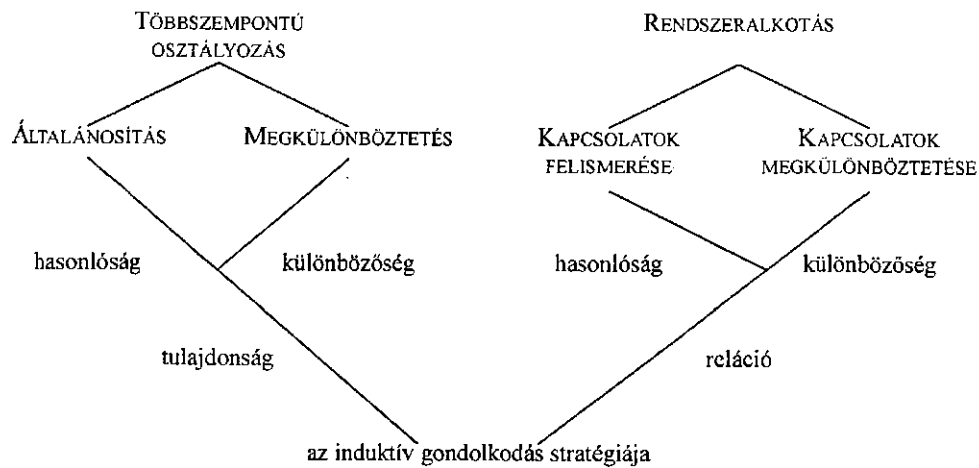 TÖBBSZEMPONTÚ
OSZTÁLYOZÁS
RENDSZERALKOTÁS
ÁLTALÁNOSÍTÁS
MEGKÜLÖNBÖZTETÉS
KAPCSOLATOK
FELISMERÉSE
KAPCSOLATOK
MEGKÜLÖNBÖZTETÉSE
hasonlóság
különbözőség
hasonlóság
különbözőség
tulajdonság
reláció
az induktív gondolkodás stratégiája